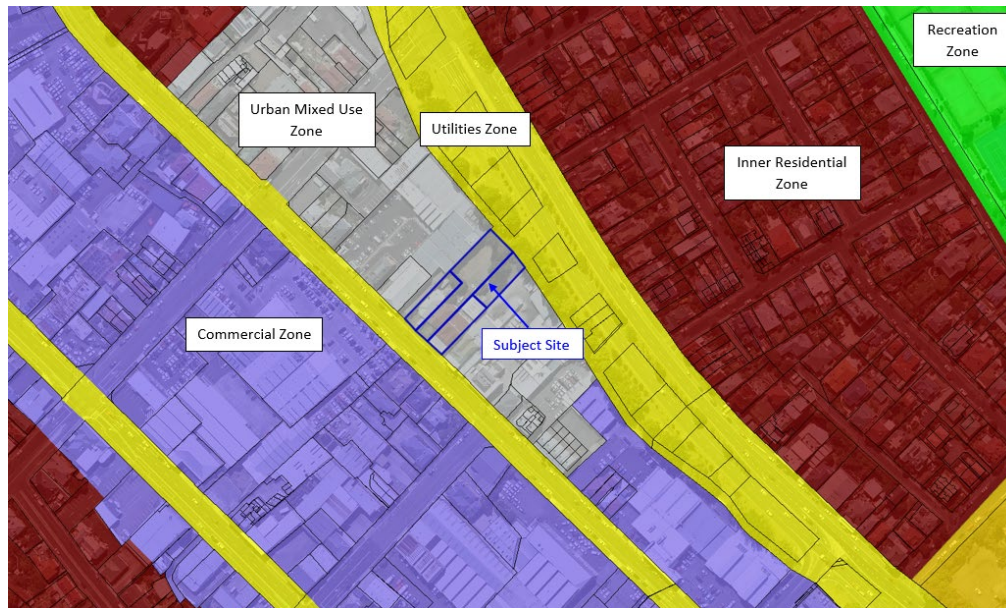 Recreation
Zone
Urban Mixed Use
Zone
Utilities Zone
Inner Residential
Zone
Commercial Zone
Subject Site